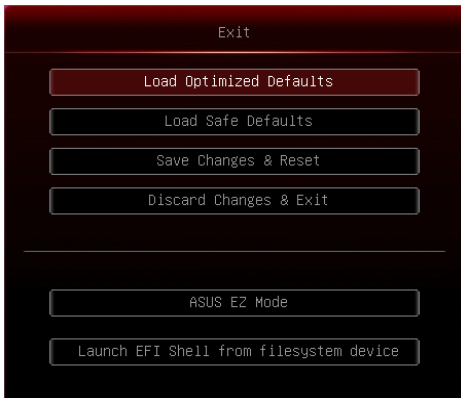 Exit
Load Optimized Defaults
Load Safe Defaults
Save Changes & Reset
Discard Changes & Exit
ASUS EZ Mode
Launch EFI Shell from filesystem device